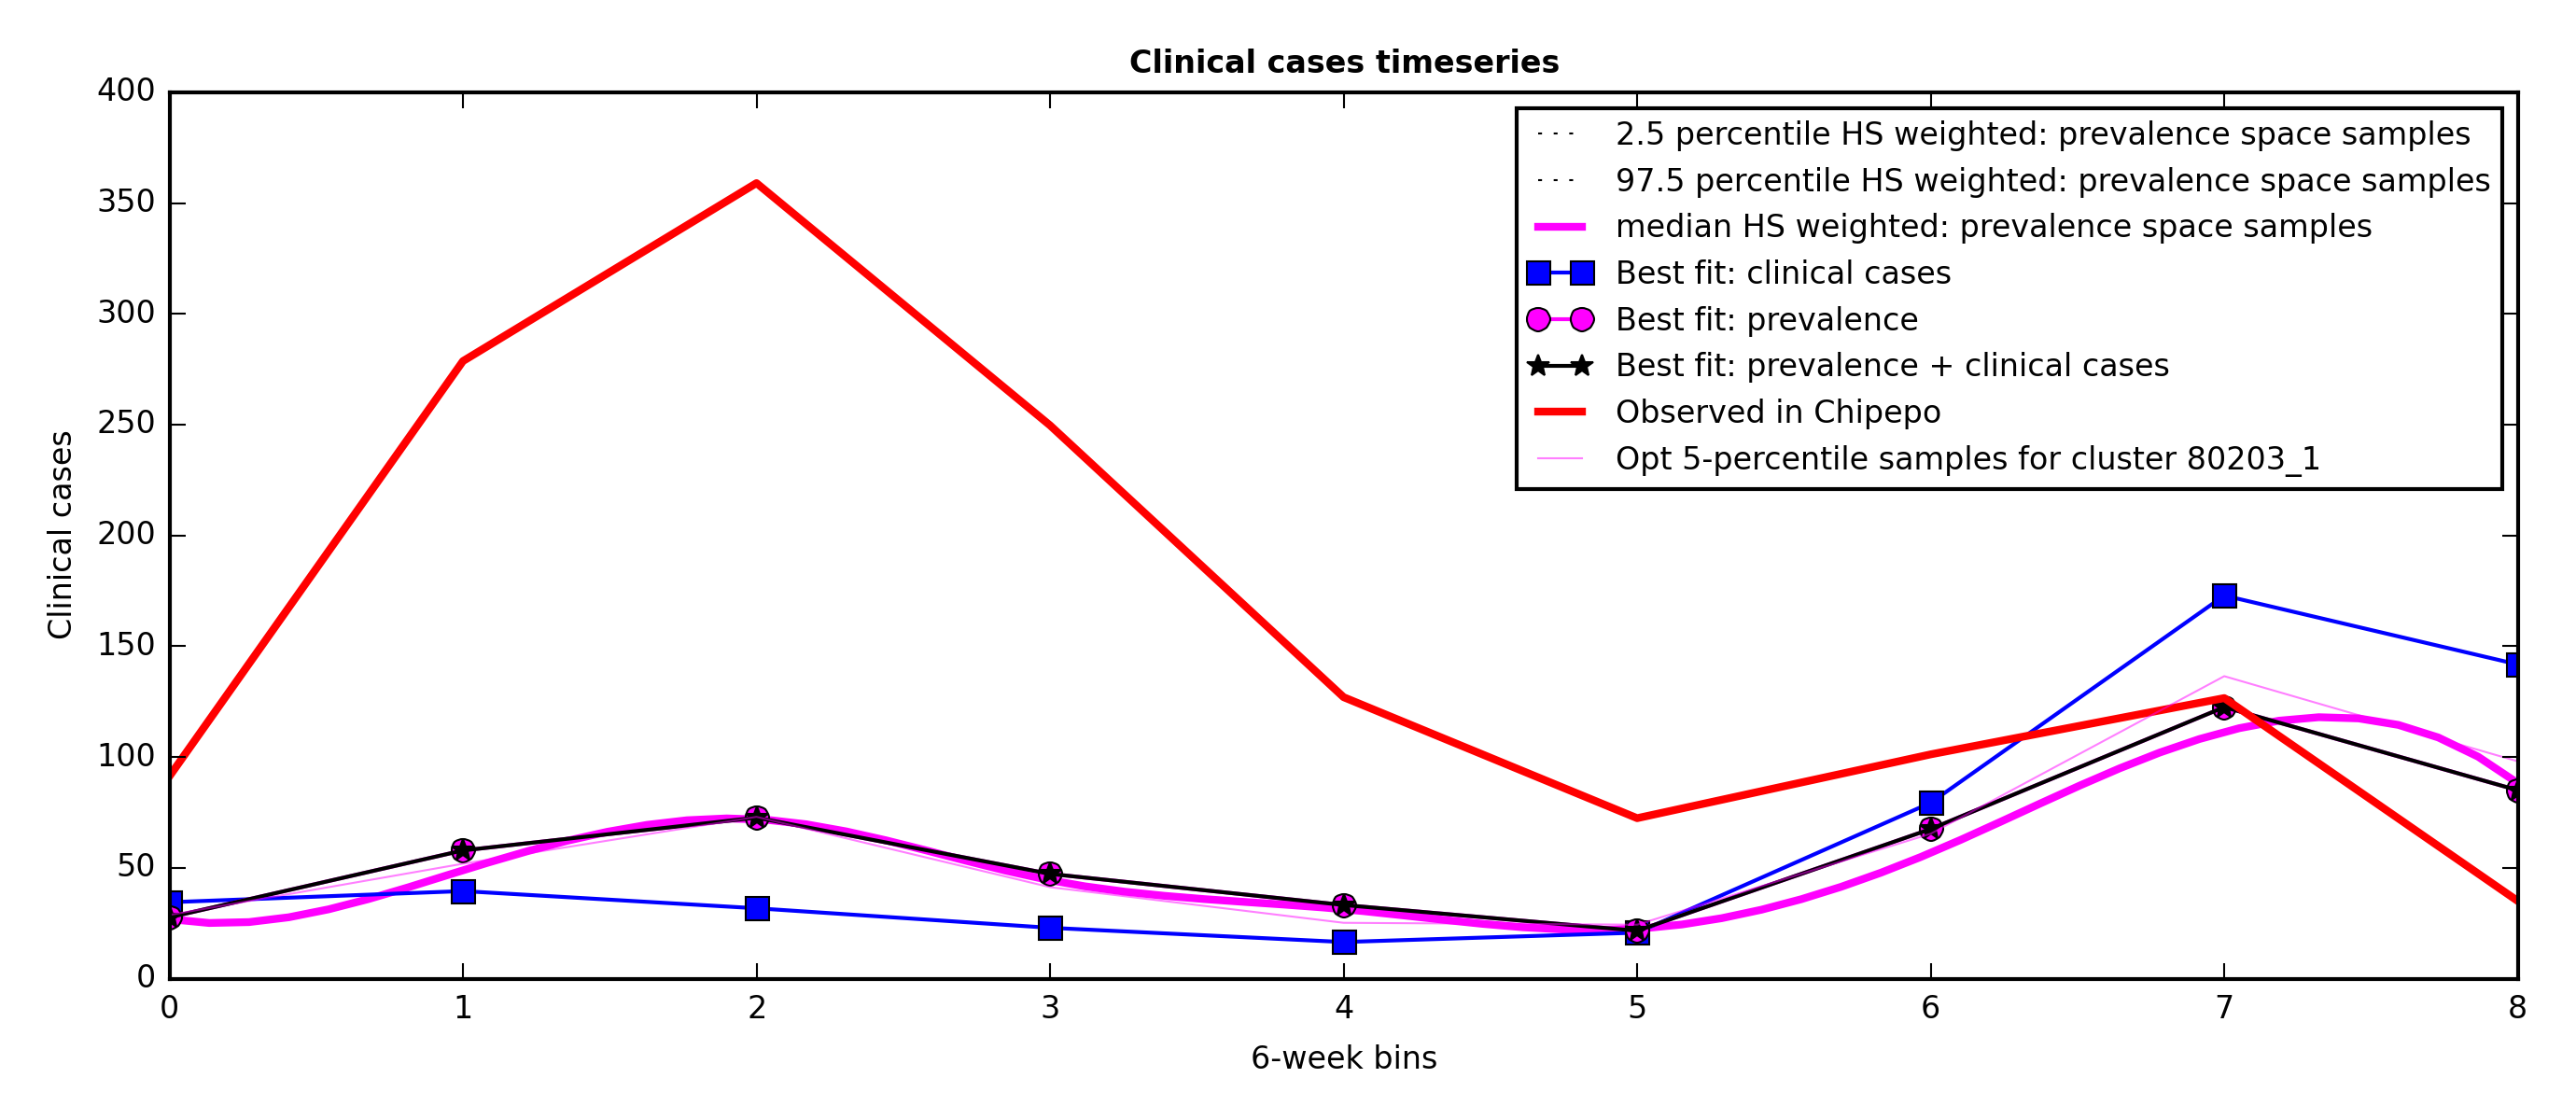 Clinical cases timeseries
400
350
300
250
200
150
100
50
0
Clinical cases
2.5 percentile HS weighted: prevalence space samples
97.5 percentile HS weighted: prevalence space samples
median HS weighted: prevalence space samples
Best fit: clinical cases
Best fit: prevalence
Best fit: prevalence + clinical cases
Observed in Chipepo
Opt 5-percentile samples for cluster 80203_1
0 1 2 3 4 5 6 7 8
6-week bins